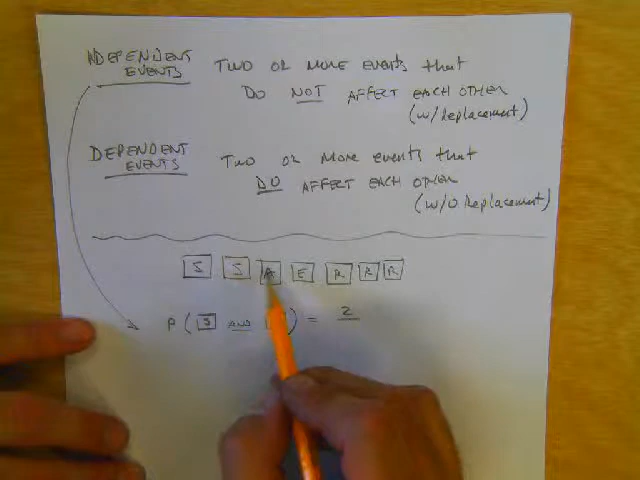 INDEPENDENT EVENTS TWO OR MORE EVENTS that
DO NOT AFFECT EACH OTHER
(w/Replacement)
DEPENDENT EVENTS TWO OR MORE EVENTS that
DO AFFECT EACH OTHER
(w/o Replacement)
S S A E R R R
P( S AND ) = 2